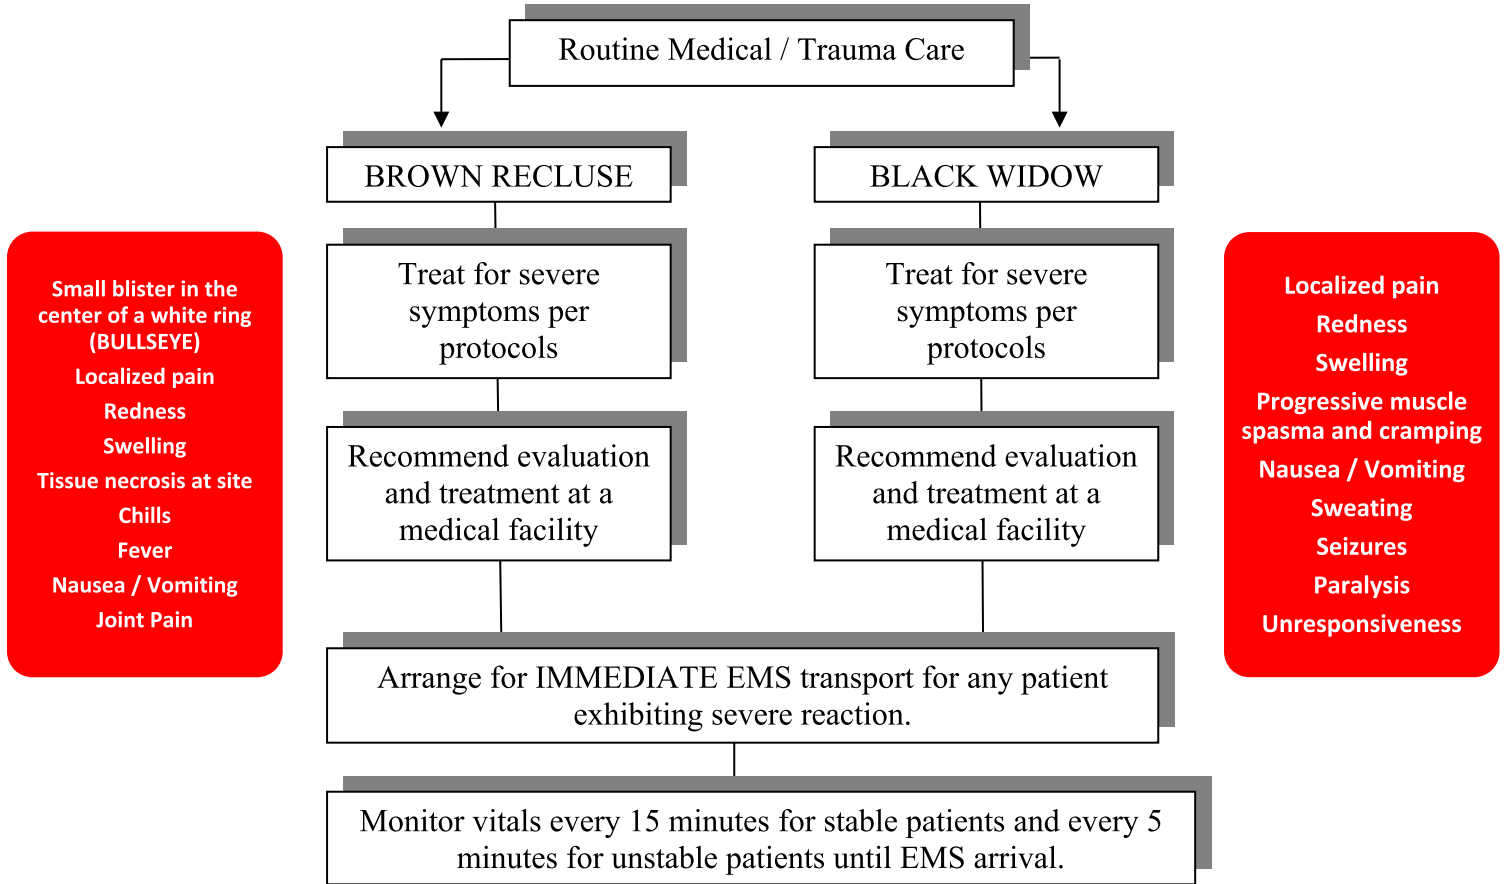 Routine Medical / Trauma Care
BROWN RECLUSE
BLACK WIDOW
Small blister in the
center of a white ring
(BULLSEYE)
Localized pain
Redness
Swelling
Tissue necrosis at site
Chills
Fever
Nausea / Vomiting
Joint Pain
Treat for severe
symptoms per
protocols
Recommend evaluation
and treatment at a
medical facility
Treat for severe
symptoms per
protocols
Recommend evaluation
and treatment at a
medical facility
Localized pain
Redness
Swelling
Progressive muscle
spasma and cramping
Nausea / Vomiting
Sweating
Seizures
Paralysis
Unresponsiveness
Arrange for IMMEDIATE EMS transport for any patient
exhibiting severe reaction.
Monitor vitals every 15 minutes for stable patients and every 5
minutes for unstable patients until EMS arrival.